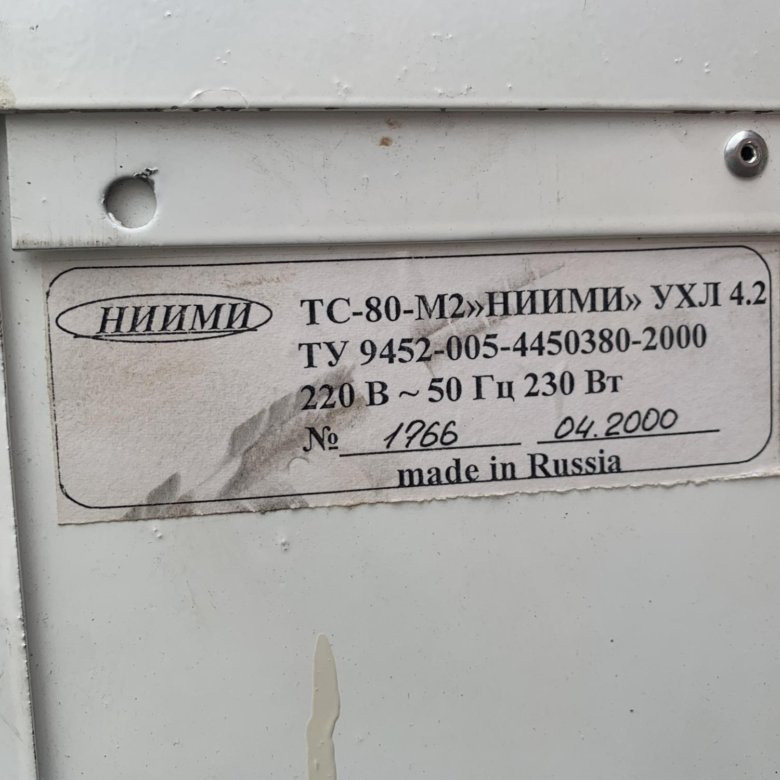 НИИМИ
ТС-80-М2»НИИМИ» УХЛ 4.2
ТУ 9452-005-4450380-2000
220 В ~ 50 Гц 230 Вт
№ 1766 04.2000
made in Russia